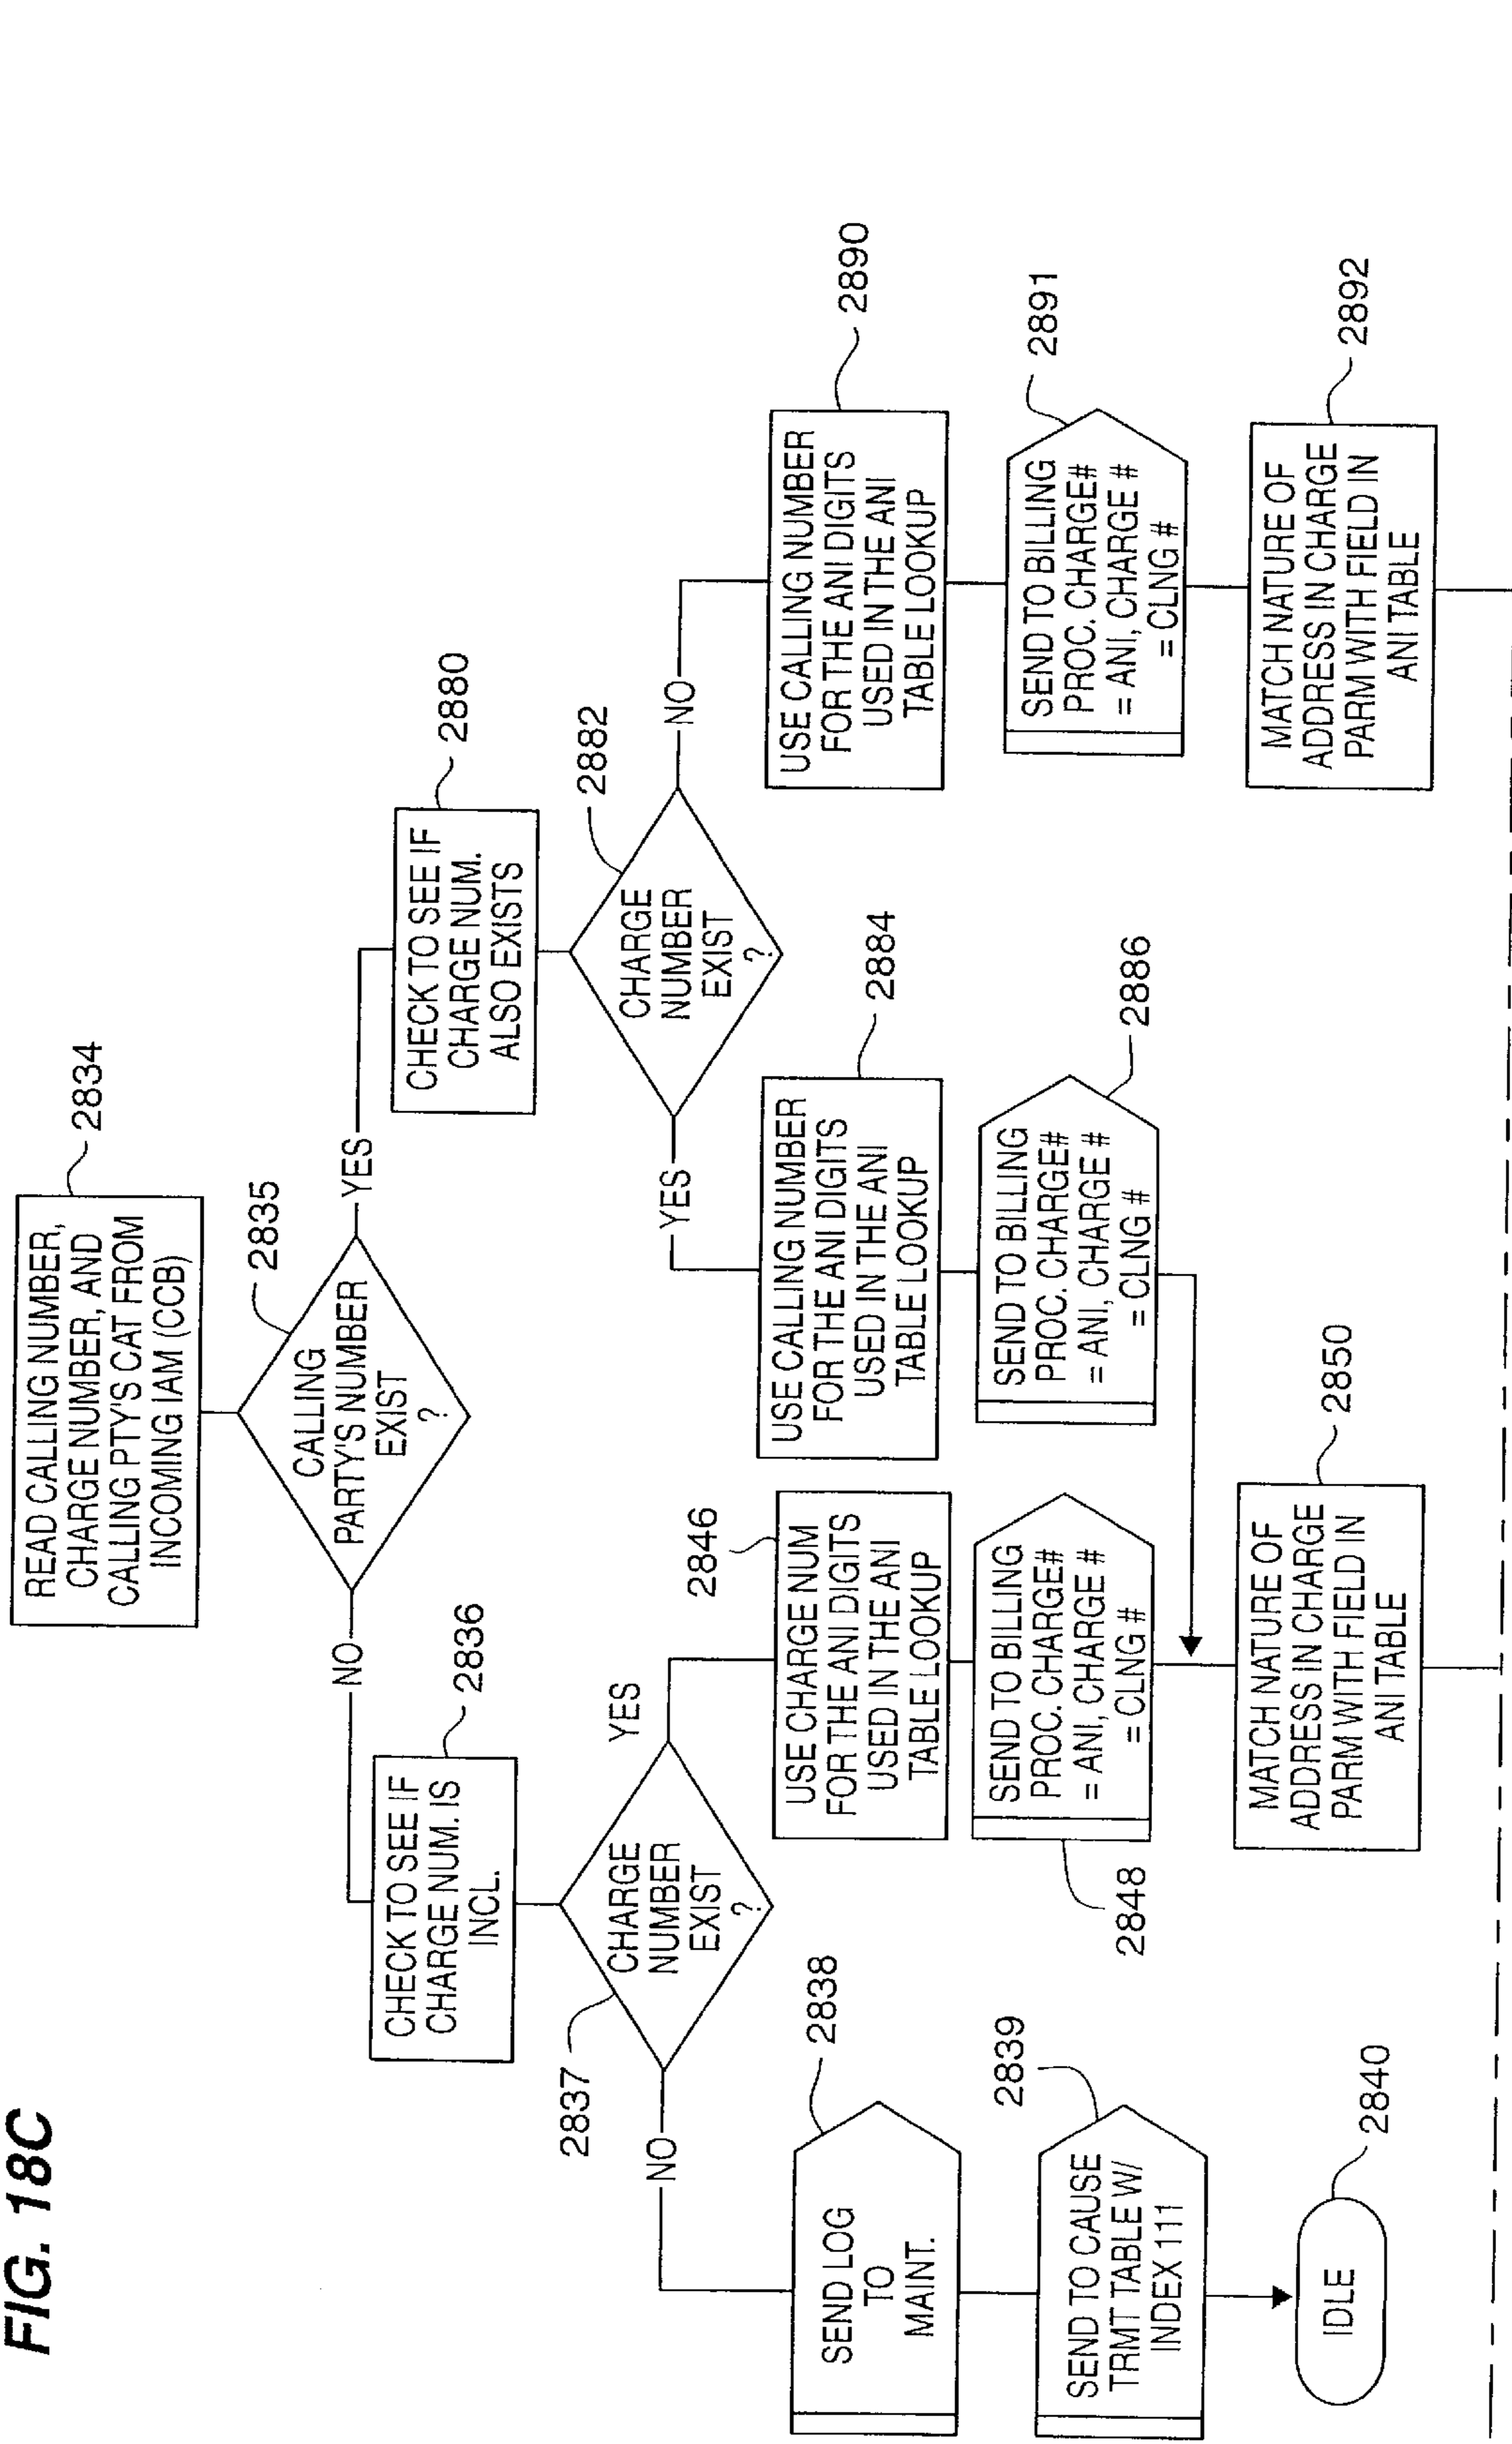 FIG. 18C
READ CALLING NUMBER,
CHARGE NUMBER, AND
CALLING PTY'S CAT FROM
INCOMING IAM (CCB)
2834
CALLING
PARTY'S NUMBER
EXIST
?
2835
NO
YES
CHECK TO SEE IF
CHARGE NUM. IS
INCL.
2836
CHECK TO SEE IF
CHARGE NUM.
ALSO EXISTS
2880
CHARGE
NUMBER
EXIST
?
2837
NO
YES
CHARGE
NUMBER
EXIST
?
2882
YES
NO
SEND LOG
TO
MAINT.
2838
SEND TO CAUSE
TRMT TABLE W/
INDEX 111
2839
IDLE
2840
USE CHARGE NUM
FOR THE ANI DIGITS
USED IN THE ANI
TABLE LOOKUP
2846
SEND TO BILLING
PROC. CHARGE#
= ANI, CHARGE #
= CLNG #
2848
MATCH NATURE OF
ADDRESS IN CHARGE
PARM WITH FIELD IN
ANI TABLE
2850
USE CALLING NUMBER
FOR THE ANI DIGITS
USED IN THE ANI
TABLE LOOKUP
2884
SEND TO BILLING
PROC. CHARGE#
= ANI, CHARGE #
= CLNG #
2886
USE CALLING NUMBER
FOR THE ANI DIGITS
USED IN THE ANI
TABLE LOOKUP
2890
SEND TO BILLING
PROC. CHARGE#
= ANI, CHARGE #
= CLNG #
2891
MATCH NATURE OF
ADDRESS IN CHARGE
PARM WITH FIELD IN
ANI TABLE
2892